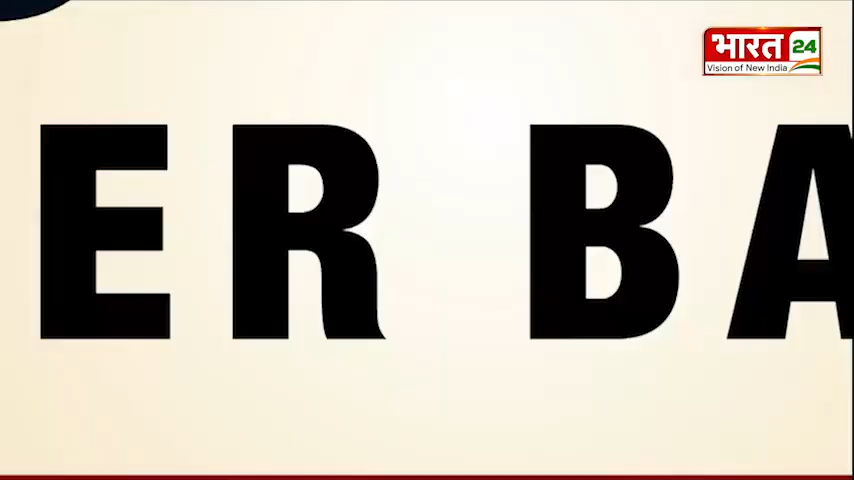 भारत 24
Vision of New India
ER BA